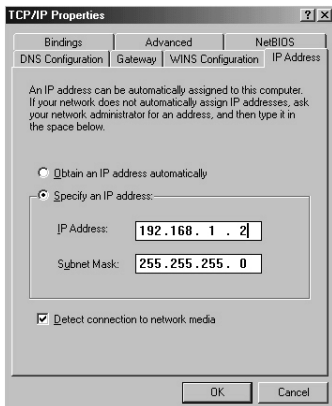 TCP/IP Properties
Bindings Advanced NetBIOS
DNS Configuration Gateway WINS Configuration IP Address
An IP address can be automatically assigned to this computer.
If your network does not automatically assign IP addresses, ask
your network administrator for an address, and then type it in
the space below.
Obtain an IP address automatically
Specify an IP address:
IP Address: 192.168. 1 . 2
Subnet Mask: 255.255.255. 0
Detect connection to network media
OK Cancel